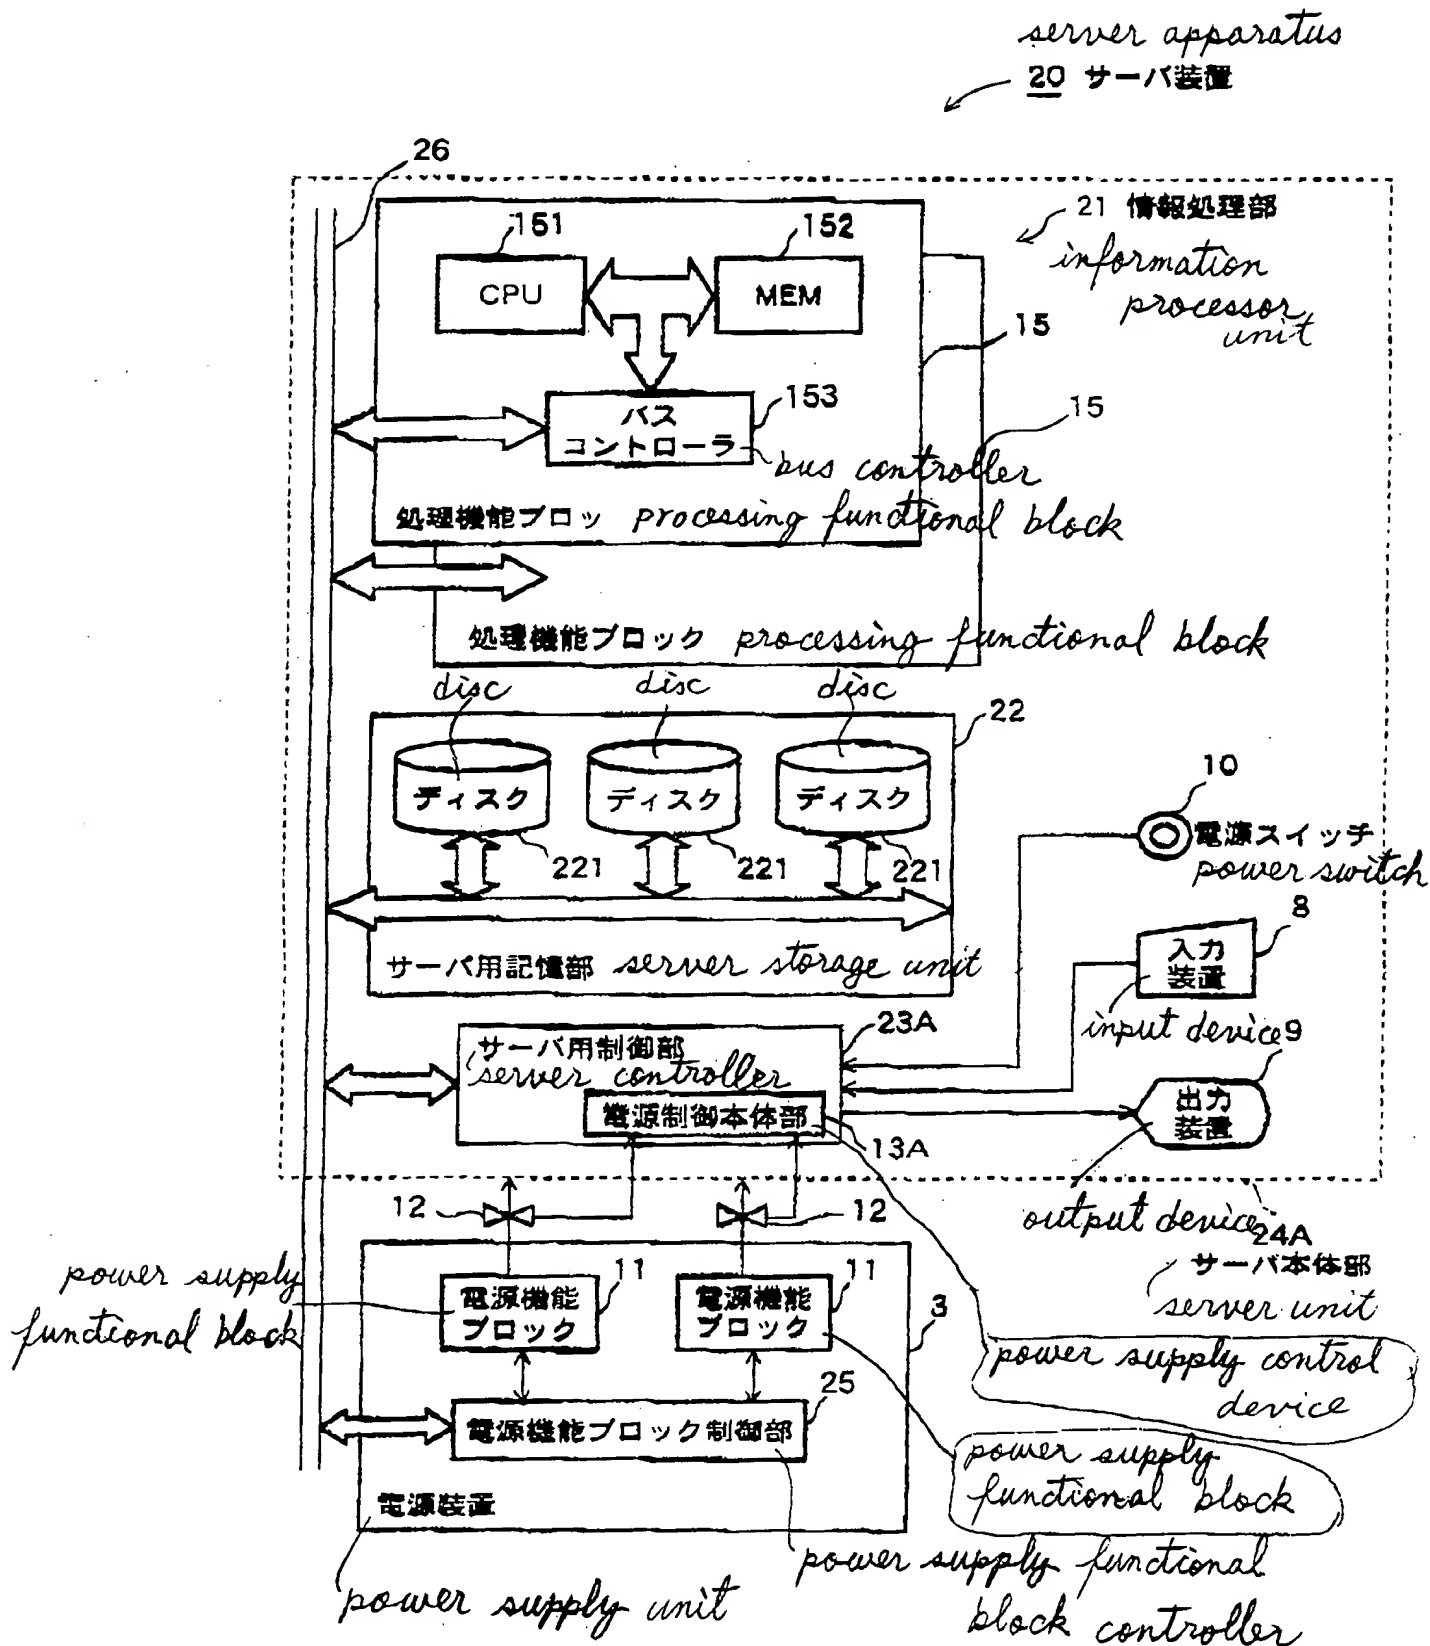 server apparatus
20 サーバ装置
26
21 情報処理部
information
processor
unit
151
152
CPU
MEM
15
153
バス
コントローラ
bus controller
15
処理機能ブロッ processing functional block
処理機能ブロック processing functional block
disc
disc
disc
22
ディスク
ディスク
ディスク
221
221
221
サーバ用記憶部 server storage unit
10
電源スイッチ
power switch
8
入力
装置
input device
23A
サーバ用制御部
server controller
電源制御本体部
13A
9
出力
装置
output device
12
12
24A
サーバ本体部
server unit
power supply
functional block
11
電源機能
ブロック
11
電源機能
ブロック
3
power supply control
device
25
電源機能ブロック制御部
power supply
functional block
電源装置
power supply functional
block controller
power supply unit